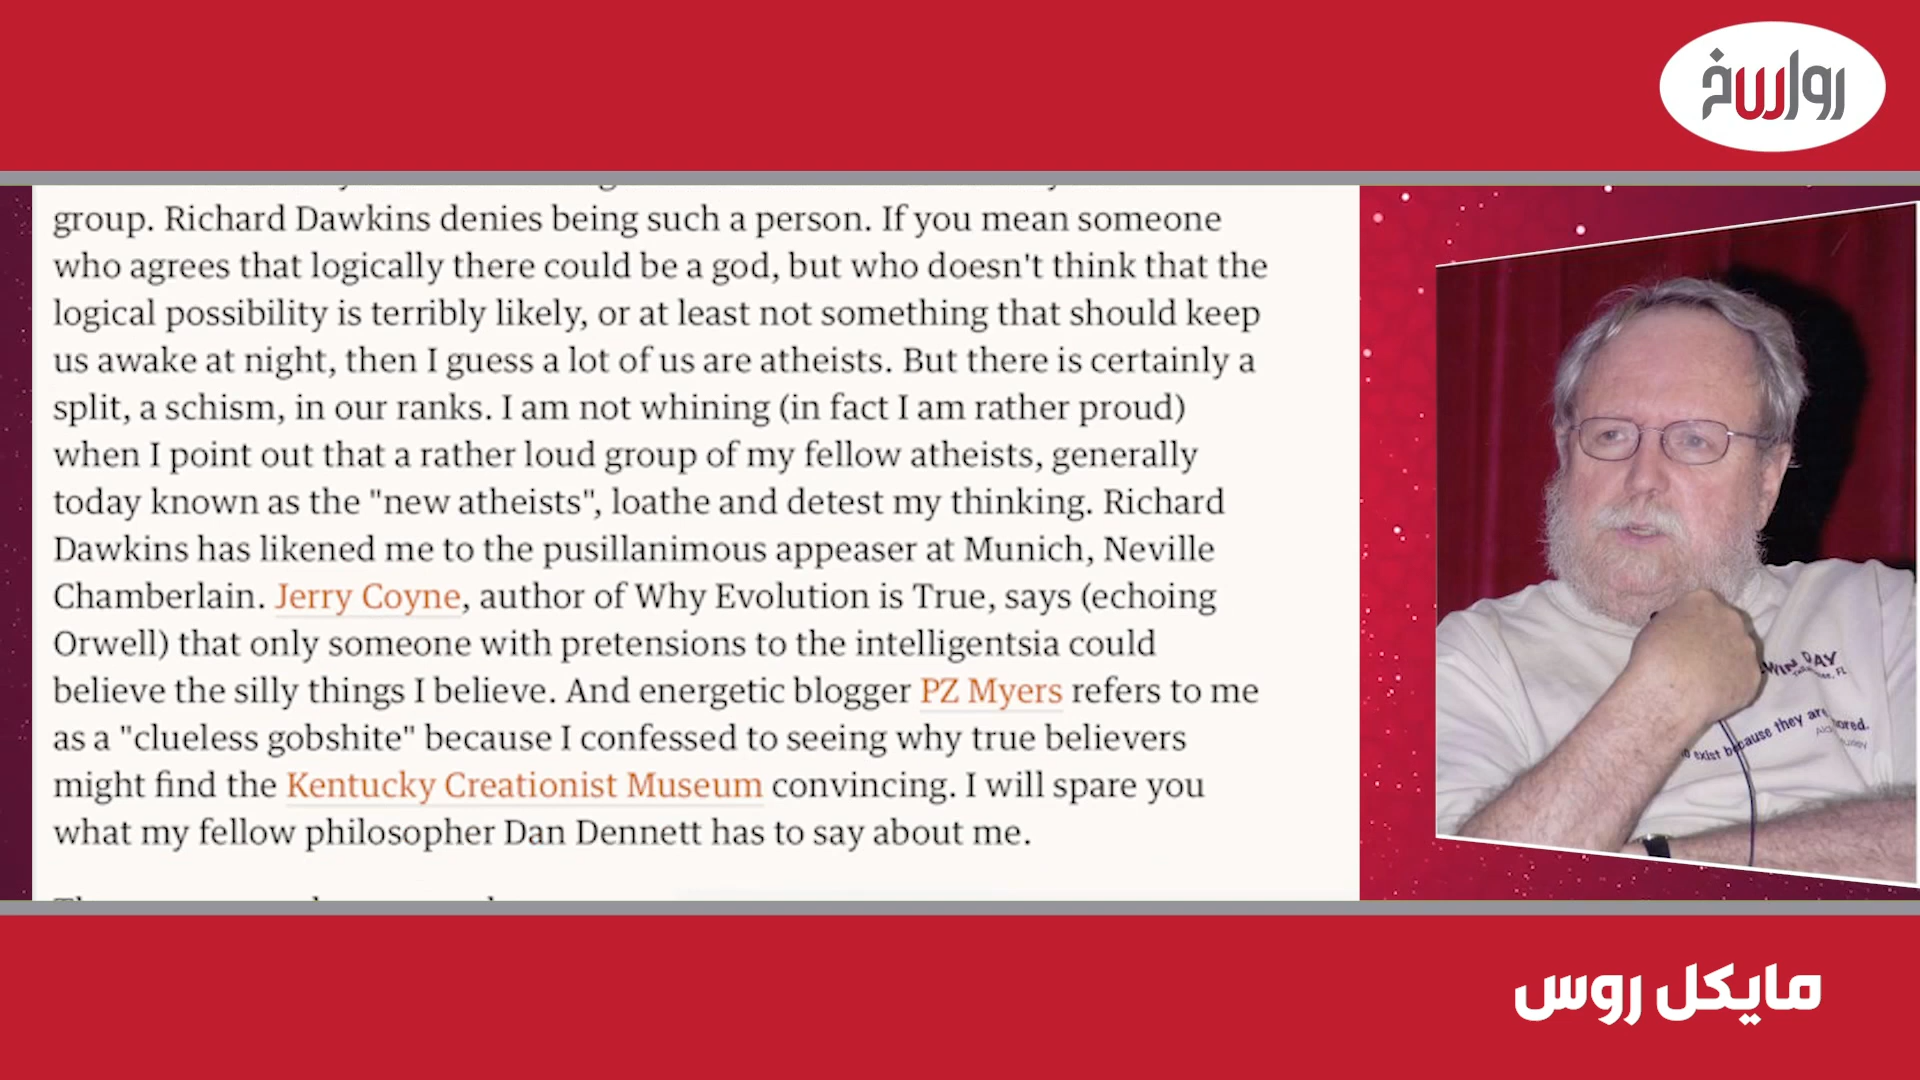 رواسخ
group. Richard Dawkins denies being such a person. If you mean someone
who agrees that logically there could be a god, but who doesn't think that the
logical possibility is terribly likely, or at least not something that should keep
us awake at night, then I guess a lot of us are atheists. But there is certainly a
split, a schism, in our ranks. I am not whining (in fact I am rather proud)
when I point out that a rather loud group of my fellow atheists, generally
today known as the "new atheists", loathe and detest my thinking. Richard
Dawkins has likened me to the pusillanimous appeaser at Munich, Neville
Chamberlain. Jerry Coyne, author of Why Evolution is True, says (echoing
Orwell) that only someone with pretensions to the intelligentsia could
believe the silly things I believe. And energetic blogger PZ Myers refers to me
as a "clueless gobshite" because I confessed to seeing why true believers
might find the Kentucky Creationist Museum convincing. I will spare you
what my fellow philosopher Dan Dennett has to say about me.
DAY
FL
exist because they are
مايكل روس